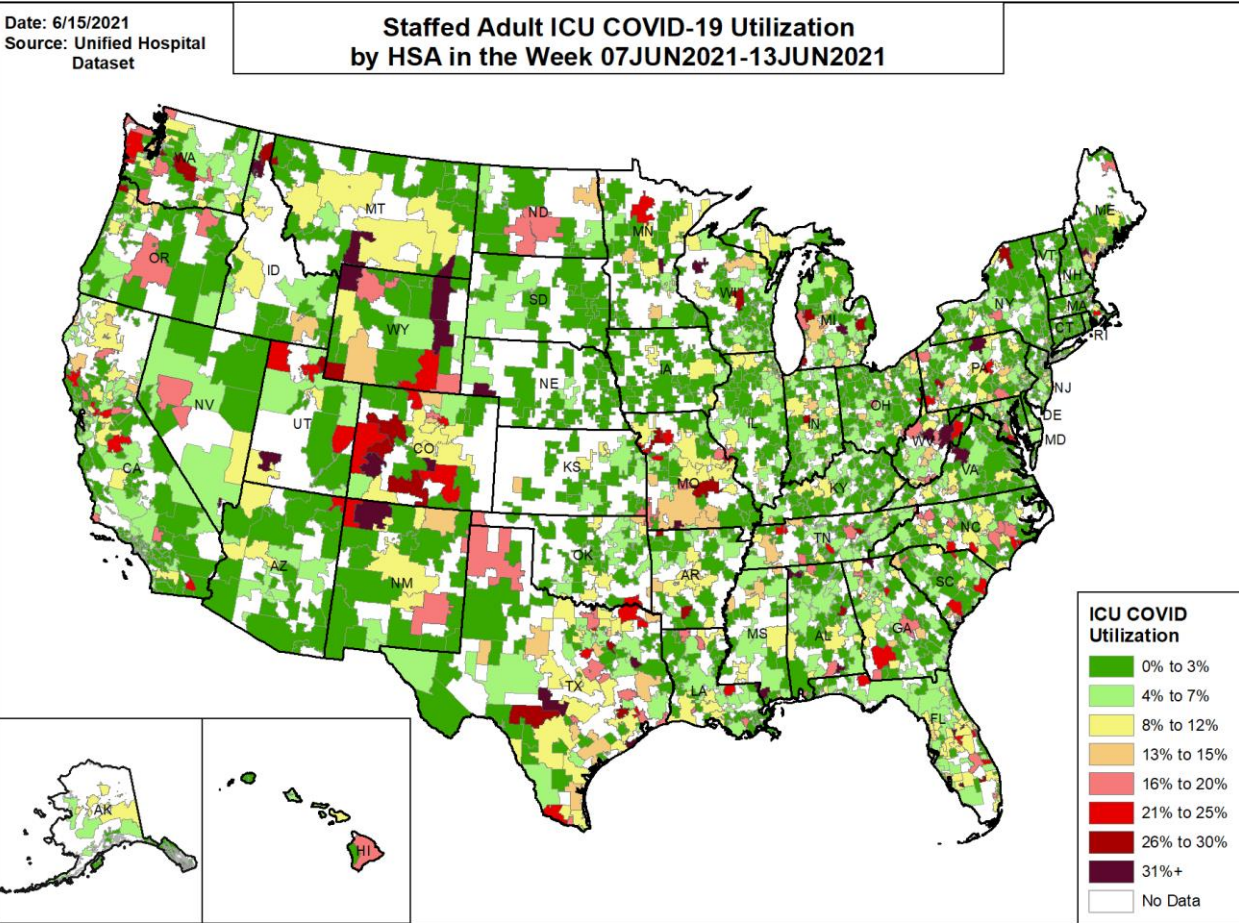 Date: 6/15/2021
Source: Unified Hospital
Dataset
Staffed Adult ICU COVID-19 Utilization
by HSA in the Week 07JUN2021-13JUN2021
WA
MT
ND
MN
ME
OR
ID
SD
WI
MI
VT
NH
NY
MA
CT
RI
WY
NE
IA
PA
NJ
NV
UT
CO
IL
IN
OH
DE
MD
WV
VA
CA
KS
MO
KY
AZ
NM
OK
AR
TN
NC
SC
MS
AL
GA
TX
LA
FL
AK
HI
ICU COVID
Utilization
0% to 3%
4% to 7%
8% to 12%
13% to 15%
16% to 20%
21% to 25%
26% to 30%
31%+
No Data